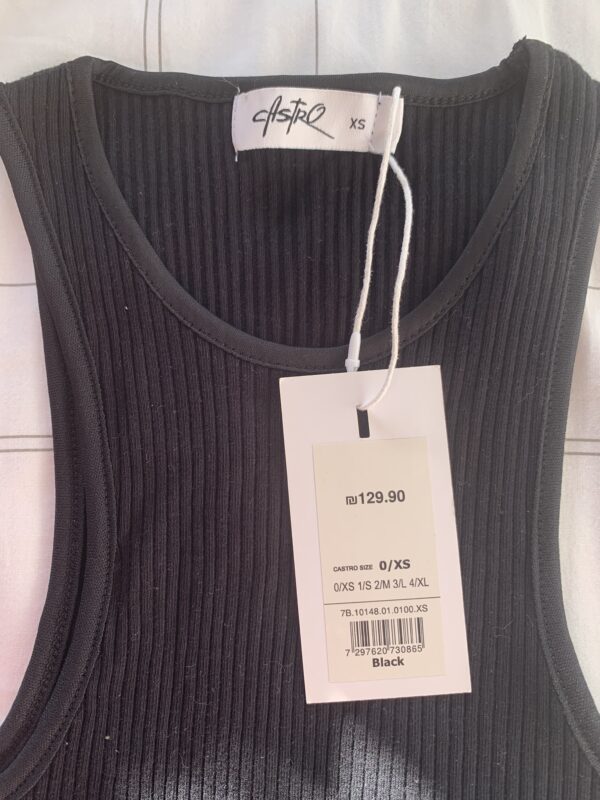 CASTRO XS
₪129.90
CASTRO SIZE 0/XS
0/XS 1/S 2/M 3/L 4/XL
7B.10148.01.0100.XS
7 297620 730865
Black